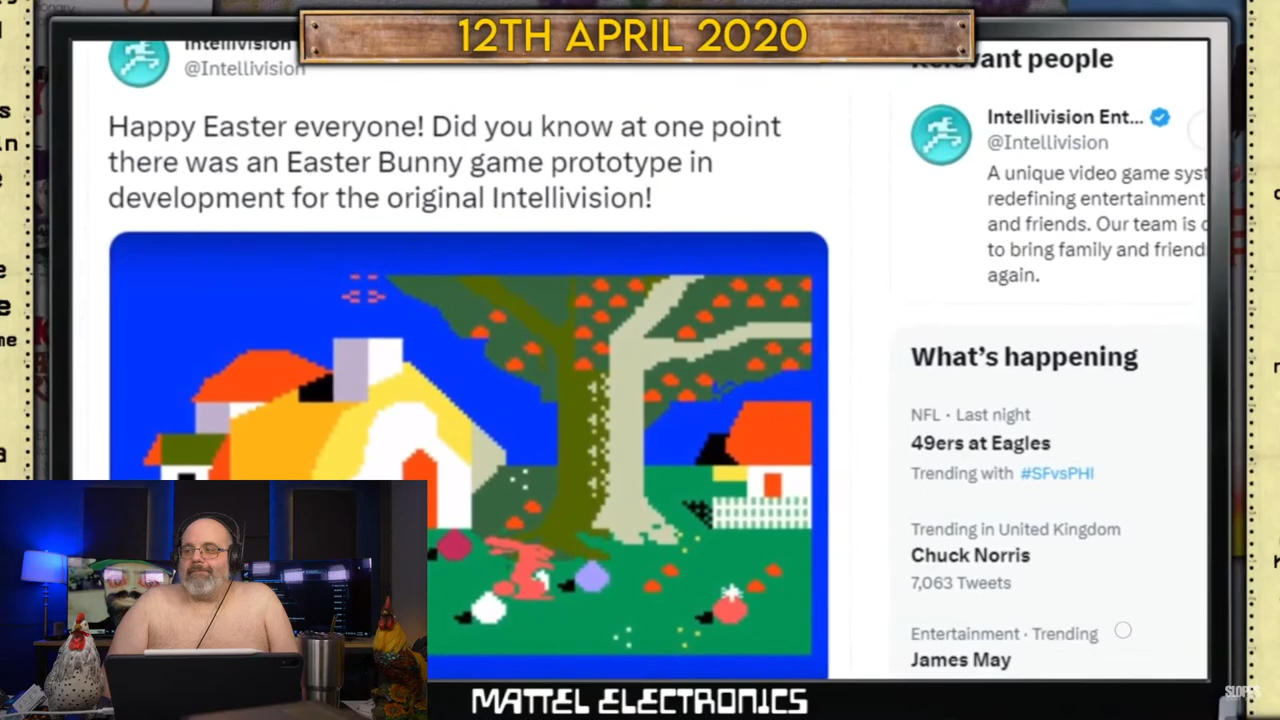 12TH APRIL 2020
Intellivision
@Intellivision
Happy Easter everyone! Did you know at one point
there was an Easter Bunny game prototype in
development for the original Intellivision!
Relevant people
Intellivision Ent...
@Intellivision
A unique video game syst
redefining entertainment
and friends. Our team is
to bring family and friend
again.
What's happening
NFL · Last night
49ers at Eagles
Trending with #SFvsPHI
Trending in United Kingdom
Chuck Norris
7,063 Tweets
Entertainment · Trending
James May
MATTEL ELECTRONICS